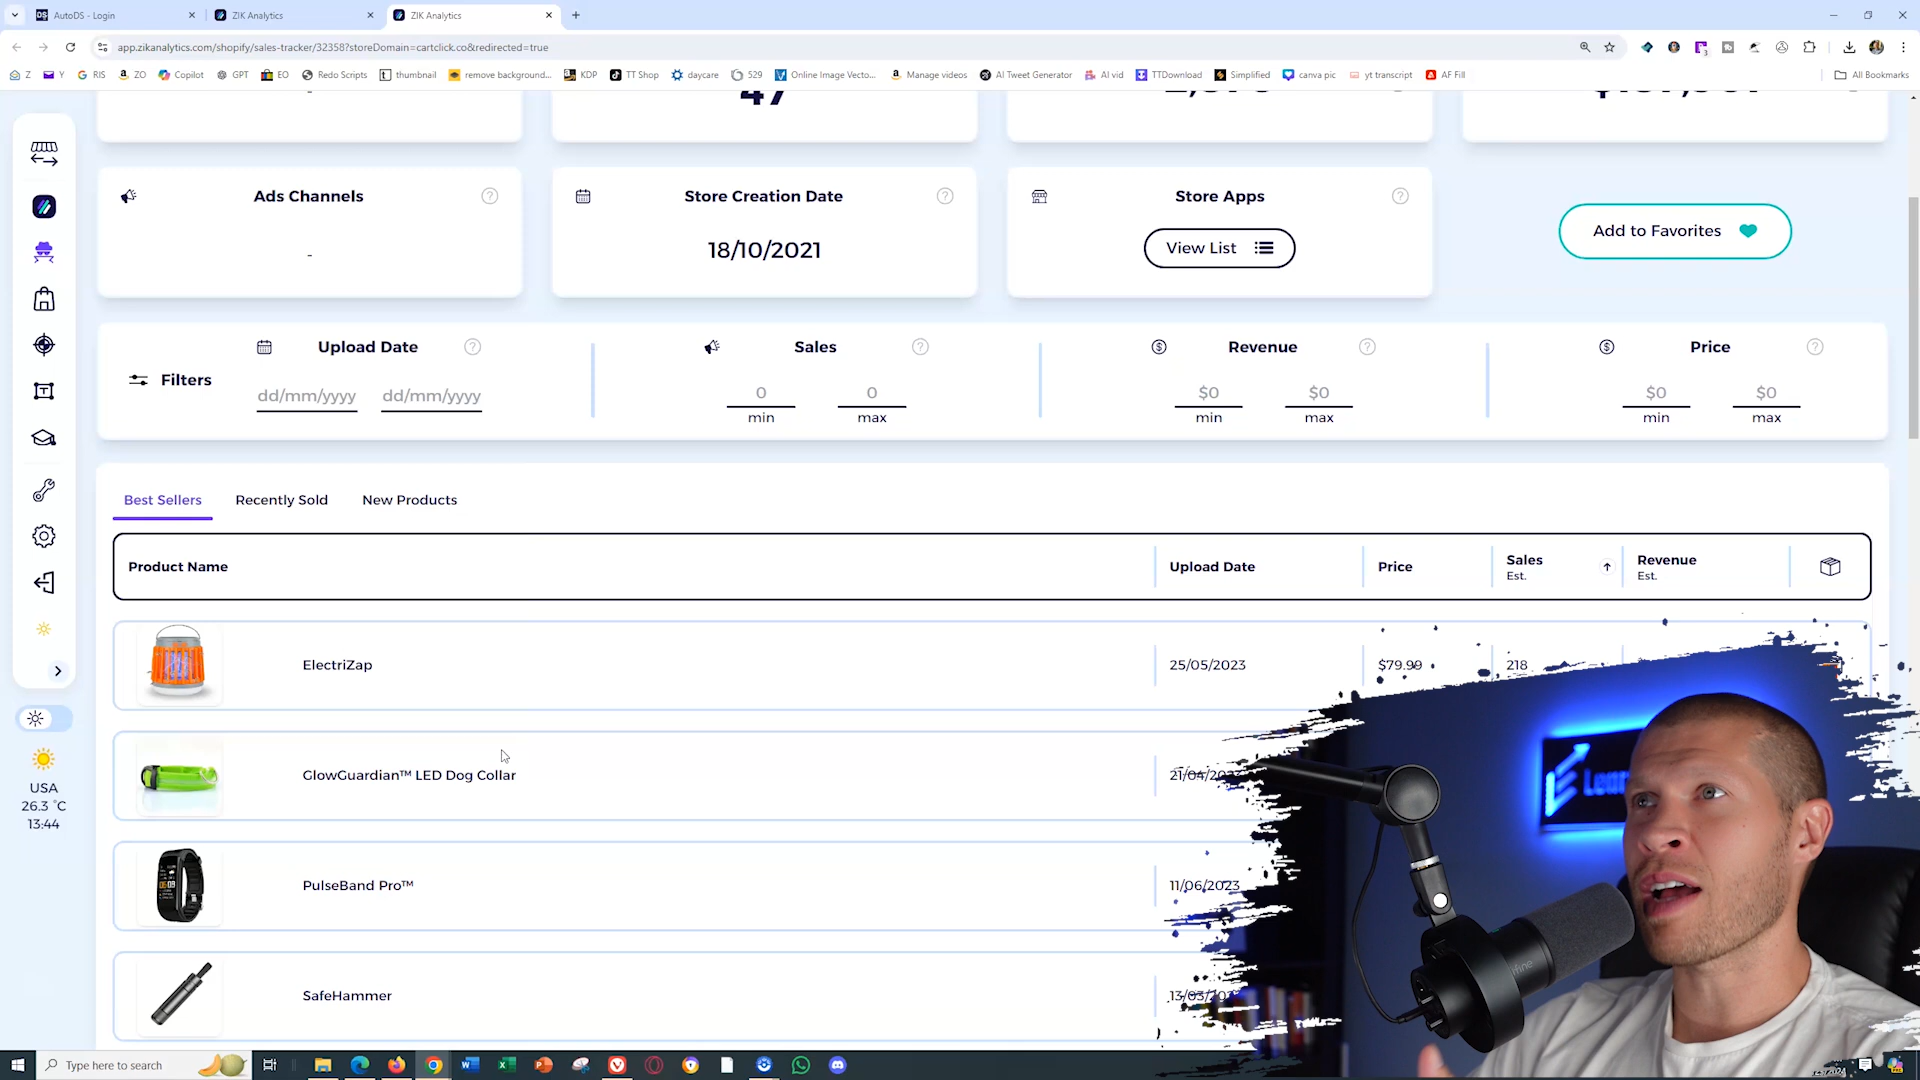 AutoDS - Login
ZIK Analytics
ZIK Analytics
app.zikanalytics.com/shopify/sales-tracker/32358?storeDomain=cartclick.co&redirected=true
Z
Y
RIS
ZO
Copilot
GPT
EO
Redo Scripts
thumbnail
remove background...
KDP
TT Shop
daycare
529
Online Image Vecto...
Manage videos
AI Tweet Generator
AI vid
TTDownload
Simplified
canva pic
yt transcript
AF Fill
All Bookmarks
-
47
Ads Channels
-
Store Creation Date
18/10/2021
Store Apps
View List
Add to Favorites
Filters
Upload Date
dd/mm/yyyy dd/mm/yyyy
Sales
0 0
min max
Revenue
$0 $0
min max
Price
$0 $0
min max
Best Sellers
Recently Sold
New Products
Product Name
Upload Date
Price
Sales
Est.
Revenue
Est.
ElectriZap
25/05/2023
$79.99
218
GlowGuardian™ LED Dog Collar
PulseBand Pro™
11/06/2023
SafeHammer
USA
26.3 °C
13:44
Type here to search